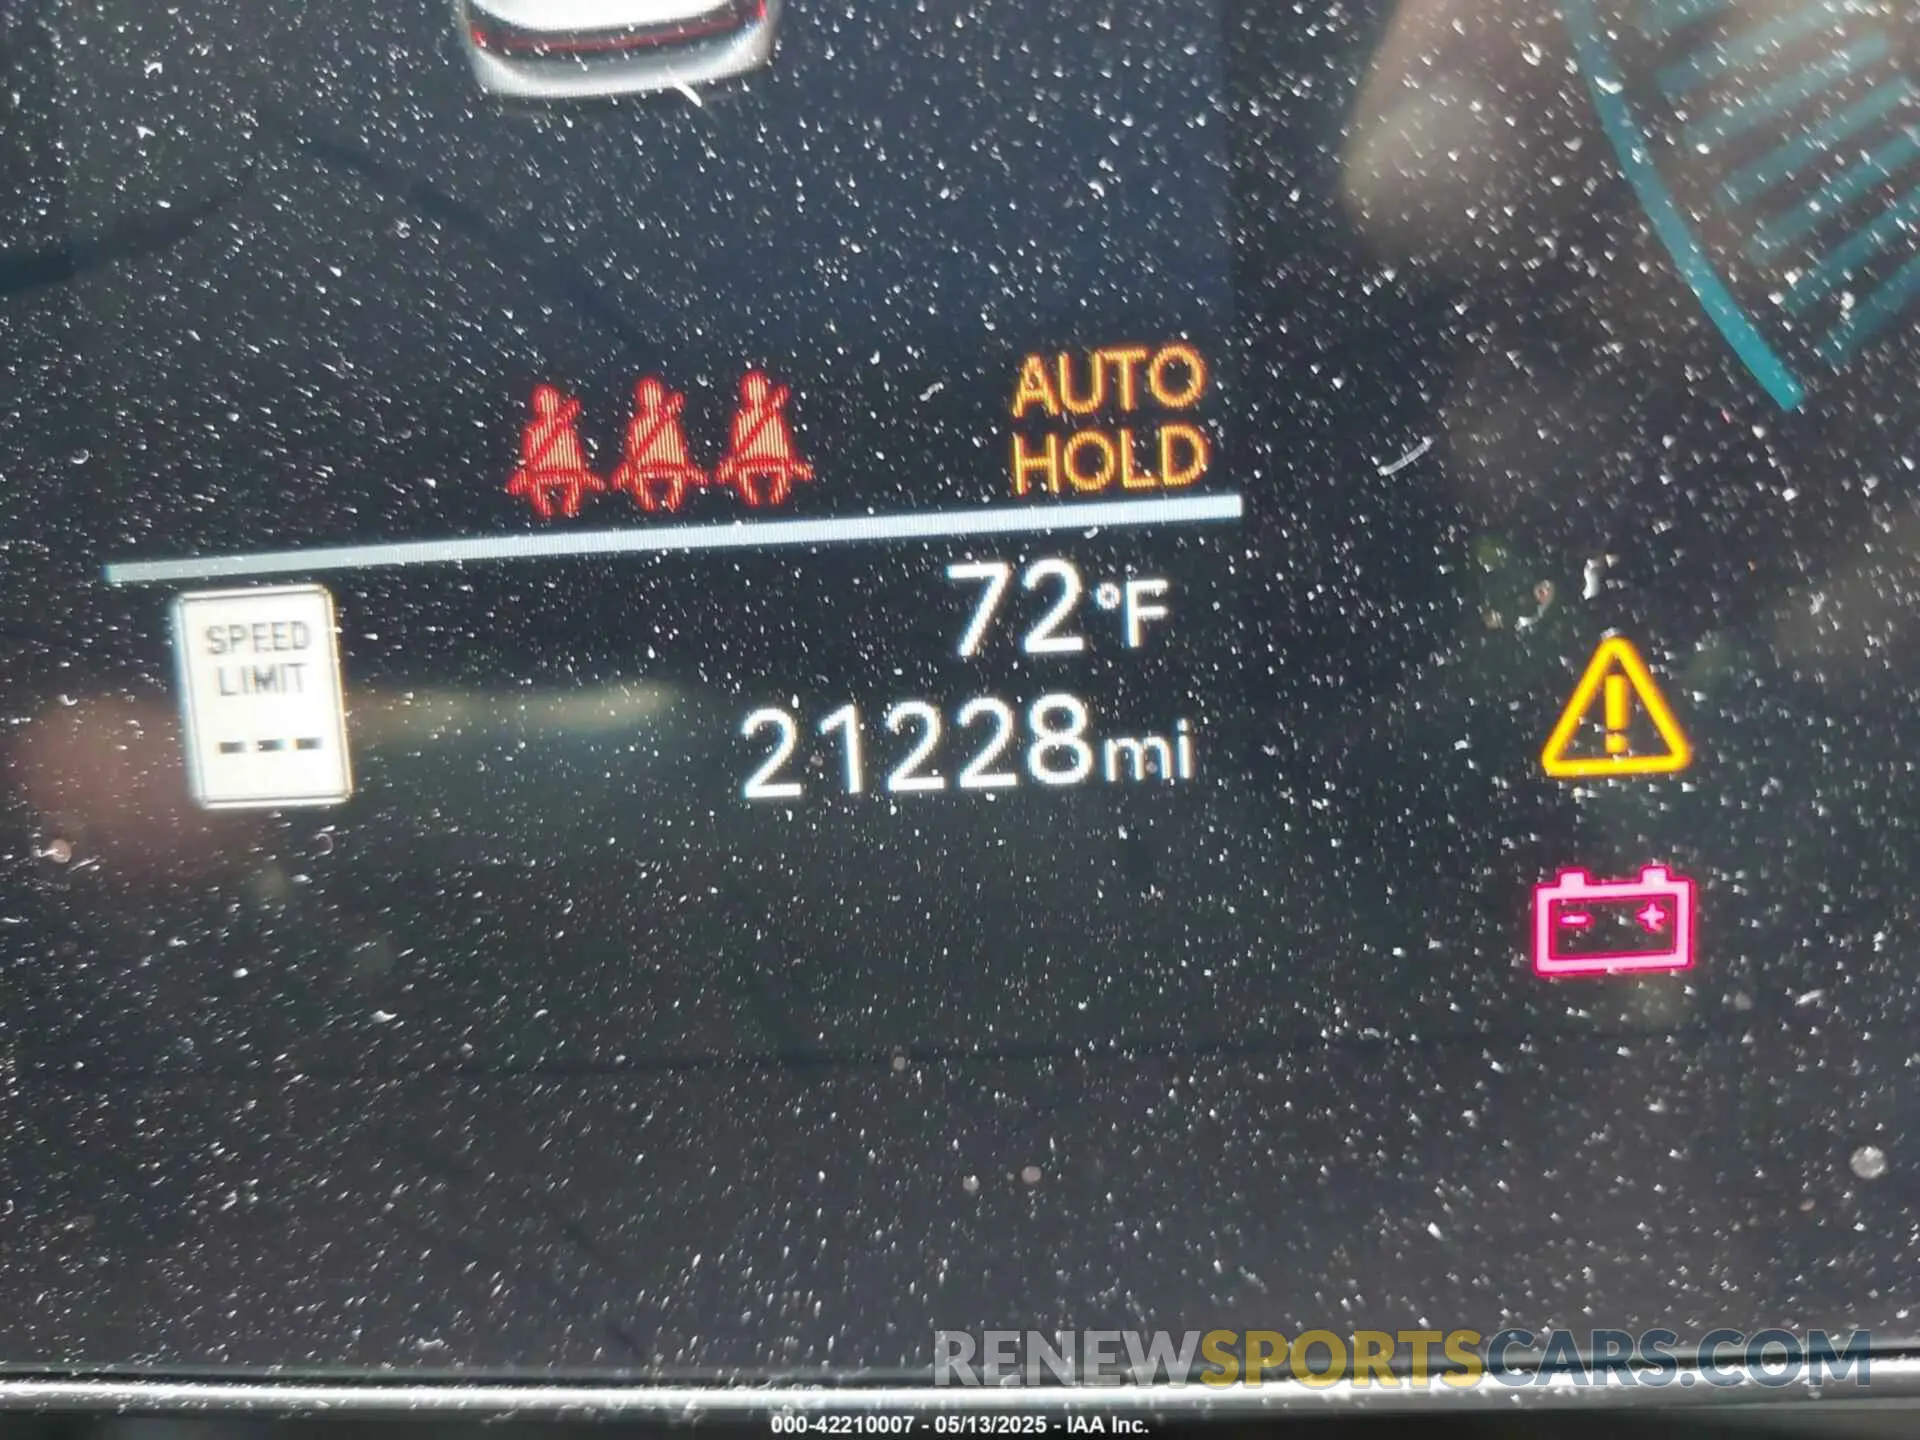 AUTO
HOLD
SPEED
LIMIT
---
72°F
21228mi
RENEWSPORTSCARS.COM
000-42210007 - 05/13/2025 - IAA Inc.